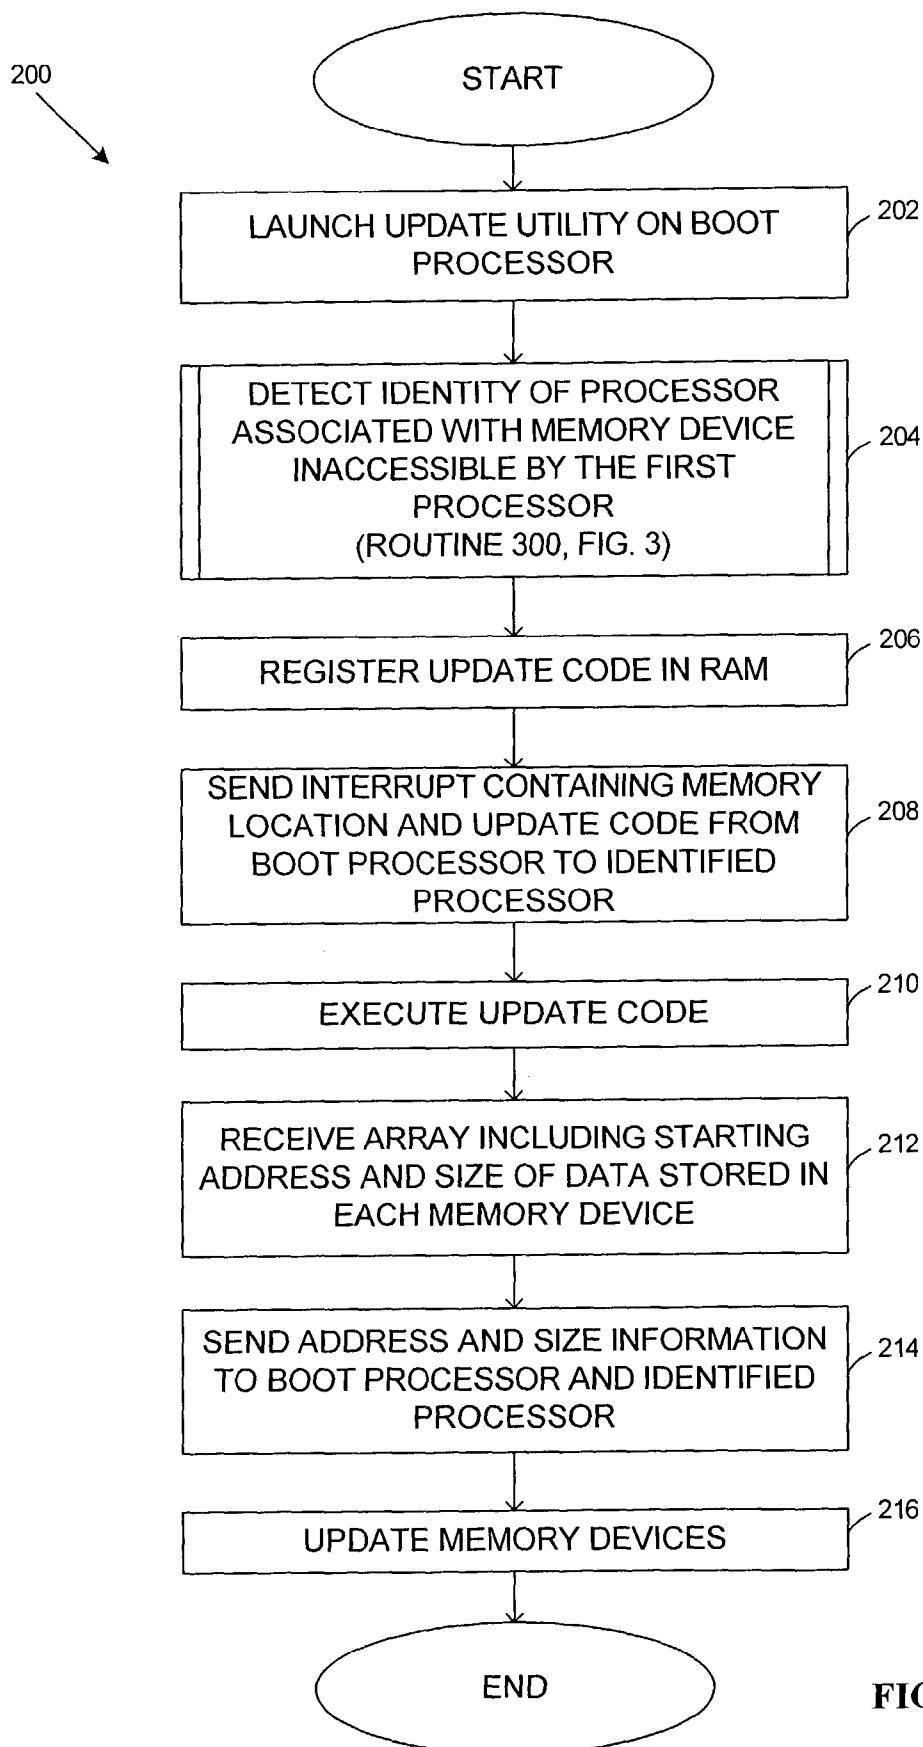 200
START
LAUNCH UPDATE UTILITY ON BOOT
PROCESSOR
202
DETECT IDENTITY OF PROCESSOR
ASSOCIATED WITH MEMORY DEVICE
INACCESSIBLE BY THE FIRST
PROCESSOR
(ROUTINE 300, FIG. 3)
204
REGISTER UPDATE CODE IN RAM
206
SEND INTERRUPT CONTAINING MEMORY
LOCATION AND UPDATE CODE FROM
BOOT PROCESSOR TO IDENTIFIED
PROCESSOR
208
EXECUTE UPDATE CODE
210
RECEIVE ARRAY INCLUDING STARTING
ADDRESS AND SIZE OF DATA STORED IN
EACH MEMORY DEVICE
212
SEND ADDRESS AND SIZE INFORMATION
TO BOOT PROCESSOR AND IDENTIFIED
PROCESSOR
214
UPDATE MEMORY DEVICES
216
END